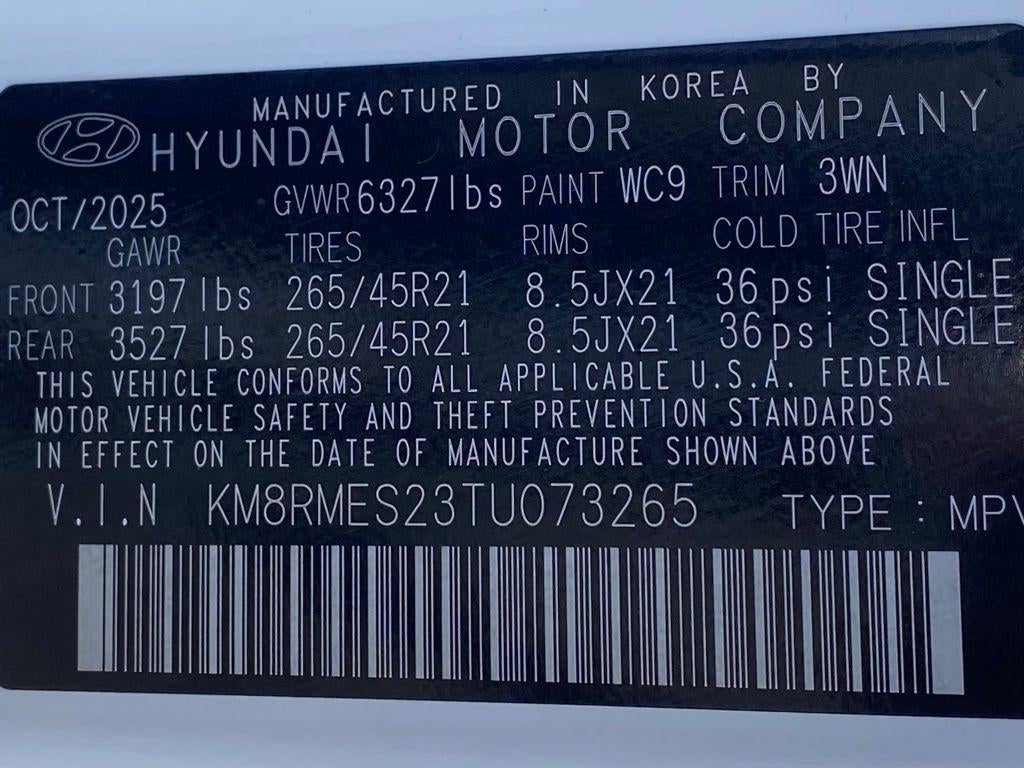 MANUFACTURED IN KOREA BY
HYUNDAI MOTOR COMPANY
OCT/2025 GVWR 6327lbs PAINT WC9 TRIM 3WN
GAWR TIRES RIMS COLD TIRE INFL
FRONT 3197lbs 265/45R21 8.5JX21 36psi SINGLE
REAR 3527lbs 265/45R21 8.5JX21 36psi SINGLE
THIS VEHICLE CONFORMS TO ALL APPLICABLE U.S.A. FEDERAL
MOTOR VEHICLE SAFETY AND THEFT PREVENTION STANDARDS
IN EFFECT ON THE DATE OF MANUFACTURE SHOWN ABOVE
V.I.N KM8RMES23TU073265 TYPE : MPV